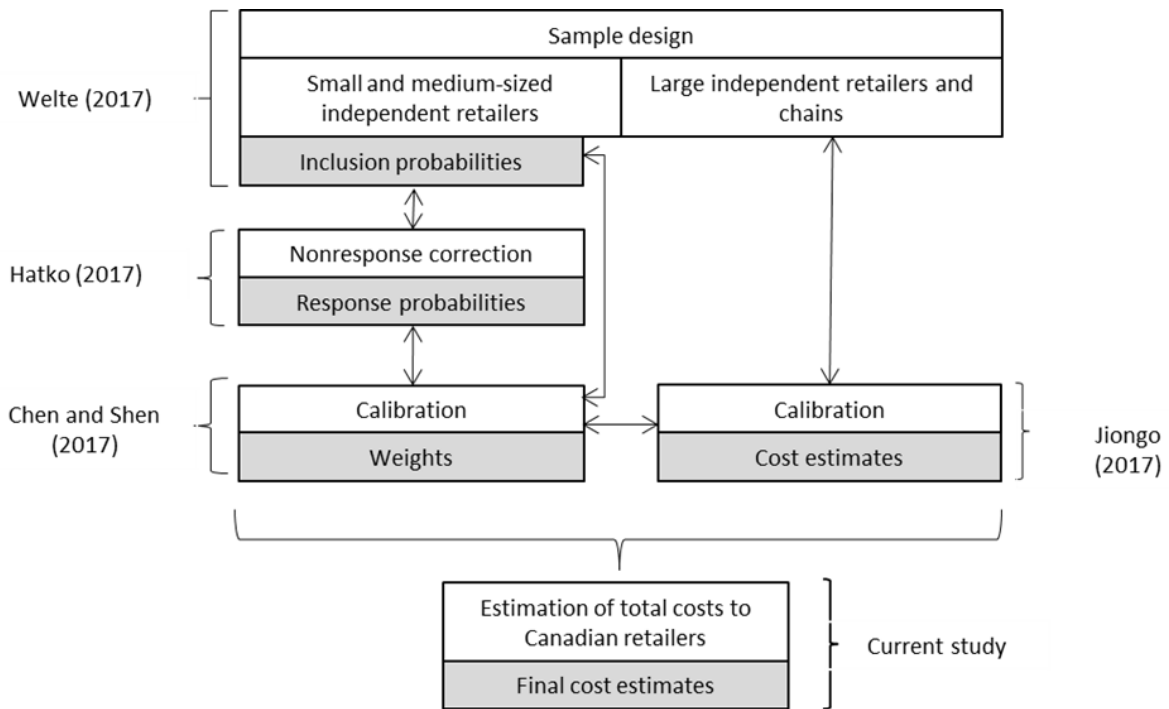 Sample design
Welte (2017)
Small and medium-sized
independent retailers
Large independent retailers and
chains
Inclusion probabilities
Hatko (2017)
Nonresponse correction
Response probabilities
Chen and Shen
(2017)
Calibration
Weights
Calibration
Cost estimates
Jiongo
(2017)
Estimation of total costs to
Canadian retailers
Final cost estimates
Current study